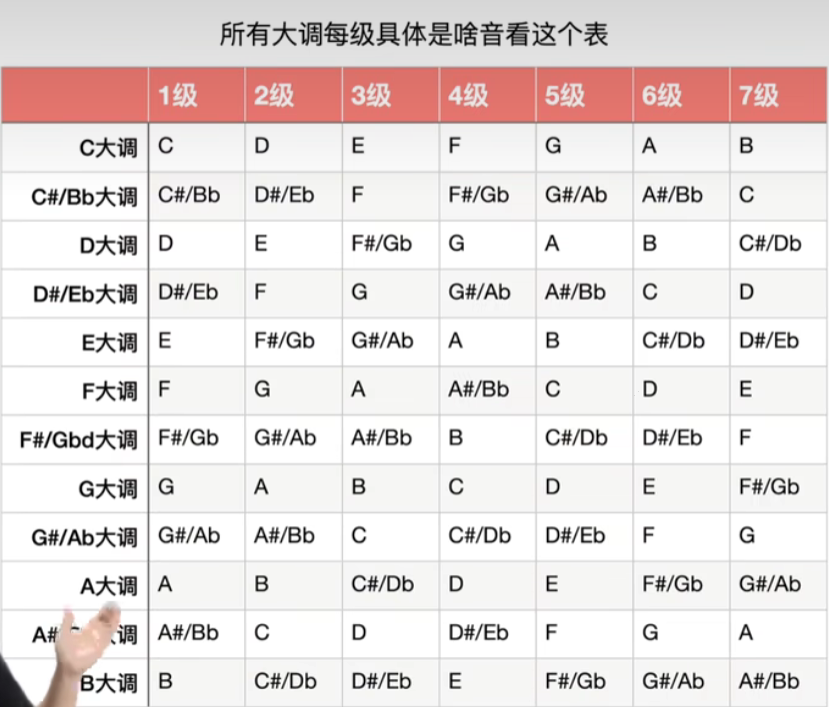 所有大调每级具体是啥音看这个表
1级 2级 3级 4级 5级 6级 7级
C大调 C D E F G A B
C#/Bb大调 C#/Bb D#/Eb F F#/Gb G#/Ab A#/Bb C
D大调 D E F#/Gb G A B C#/Db
D#/Eb大调 D#/Eb F G G#/Ab A#/Bb C D
E大调 E F#/Gb G#/Ab A B C#/Db D#/Eb
F大调 F G A A#/Bb C D E
F#/Gbd大调 F#/Gb G#/Ab A#/Bb B C#/Db D#/Eb F
G大调 G A B C D E F#/Gb
G#/Ab大调 G#/Ab A#/Bb C C#/Db D#/Eb F G
A大调 A B C#/Db D E F#/Gb G#/Ab
A# 调 A#/Bb C D D#/Eb F G A
B大调 B C#/Db D#/Eb E F#/Gb G#/Ab A#/Bb